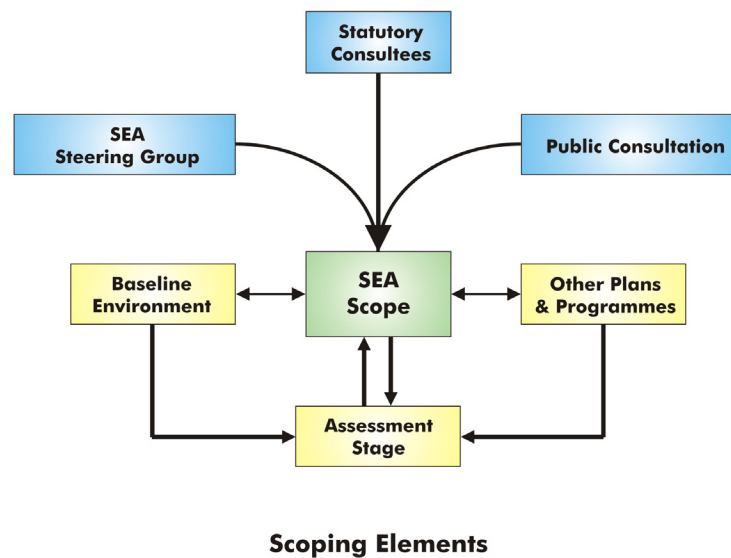 Statutory
Consultees
SEA
Steering Group
Public Consultation
Baseline
Environment
SEA
Scope
Other Plans
& Programmes
Assessment
Stage
Scoping Elements